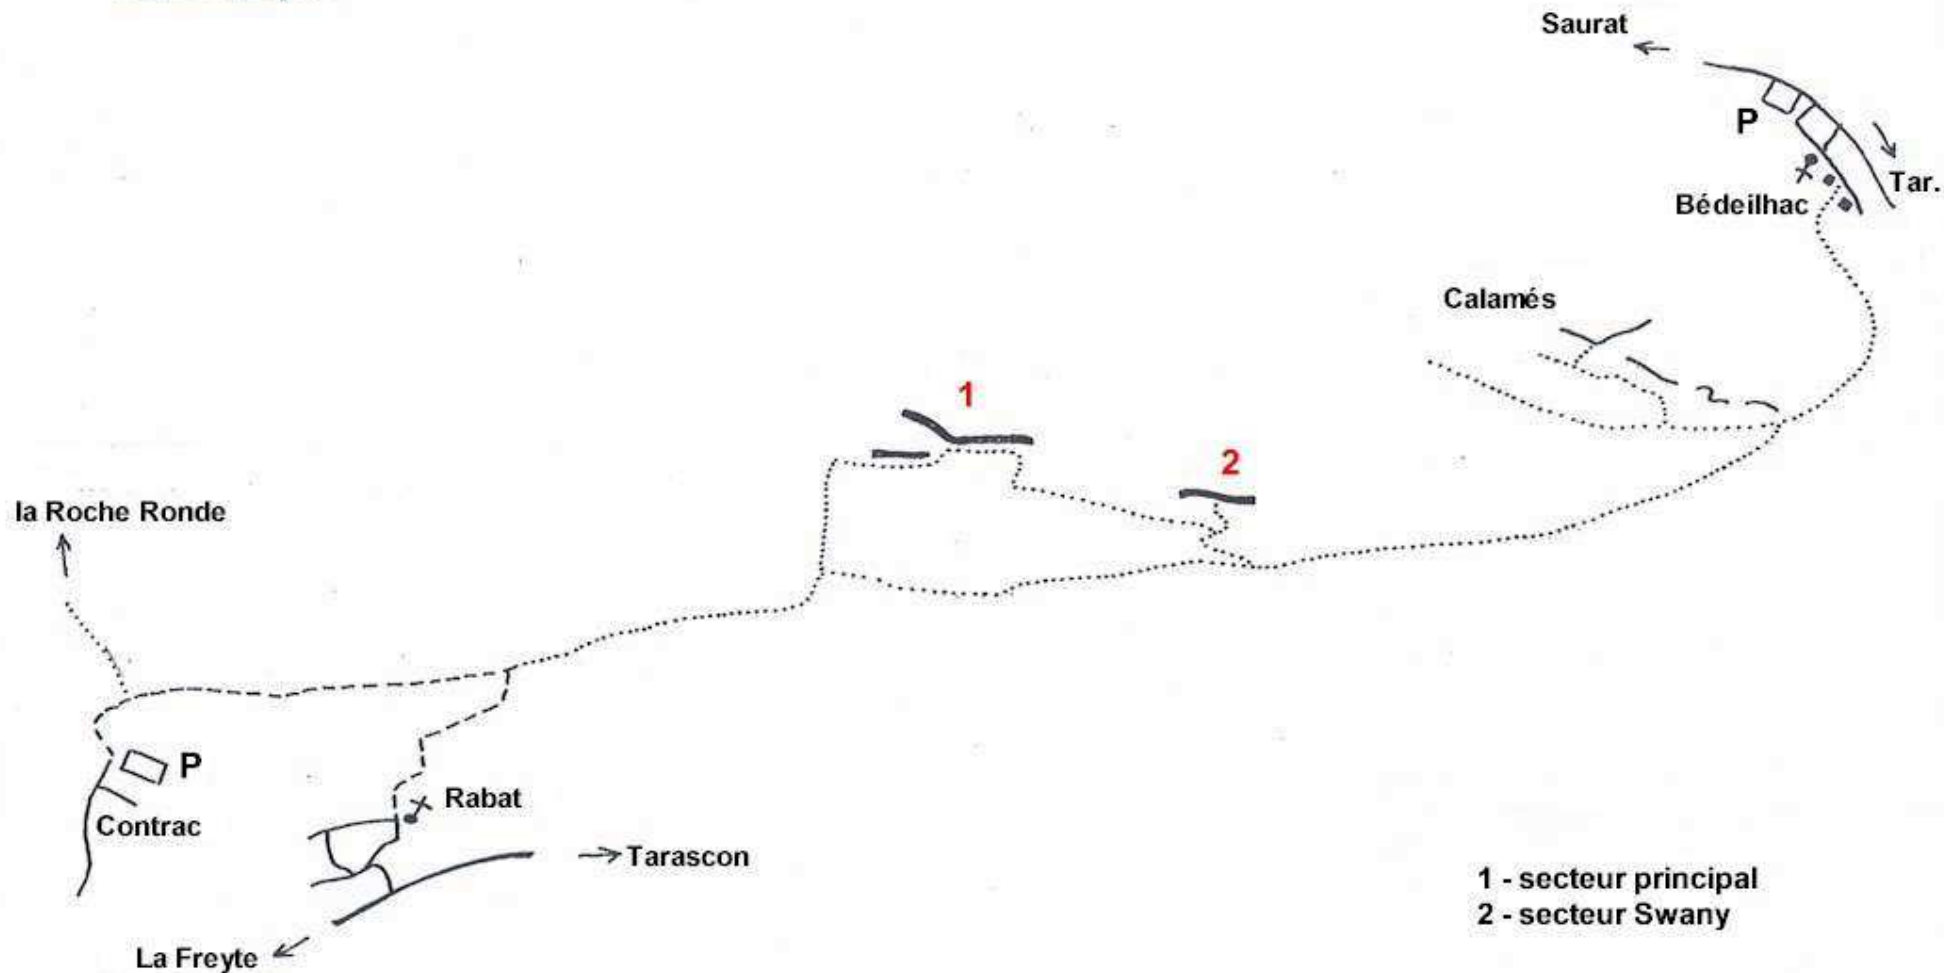 Saurat
P
Tar.
Bédeilhac
Calamés
1
2
la Roche Ronde
P
Rabat
Contrac
Tarascon
La Freyte
1 - secteur principal
2 - secteur Swany